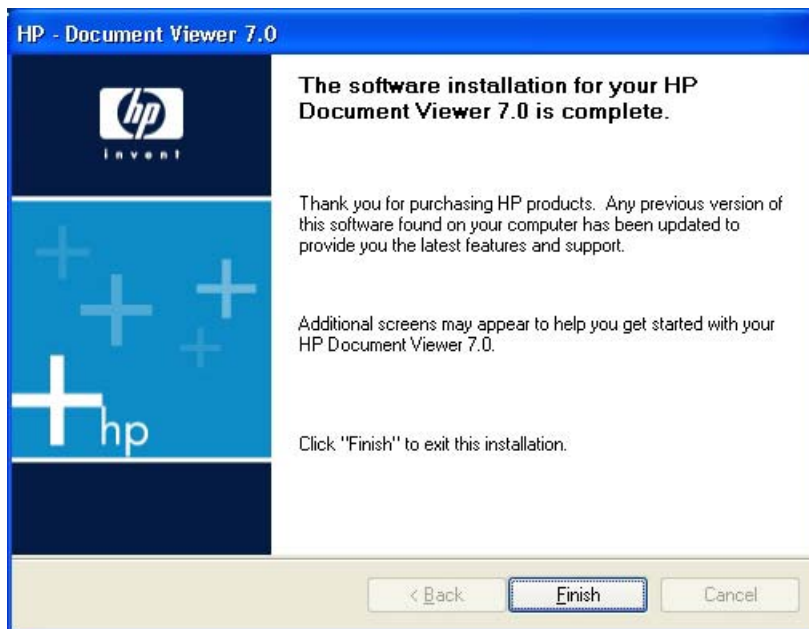 HP - Document Viewer 7.0
hp
invent
The software installation for your HP
Document Viewer 7.0 is complete.
Thank you for purchasing HP products.  Any previous version of
this software found on your computer has been updated to
provide you the latest features and support.
Additional screens may appear to help you get started with your
HP Document Viewer 7.0.
hp
Click "Finish" to exit this installation.
< Back
Finish
Cancel